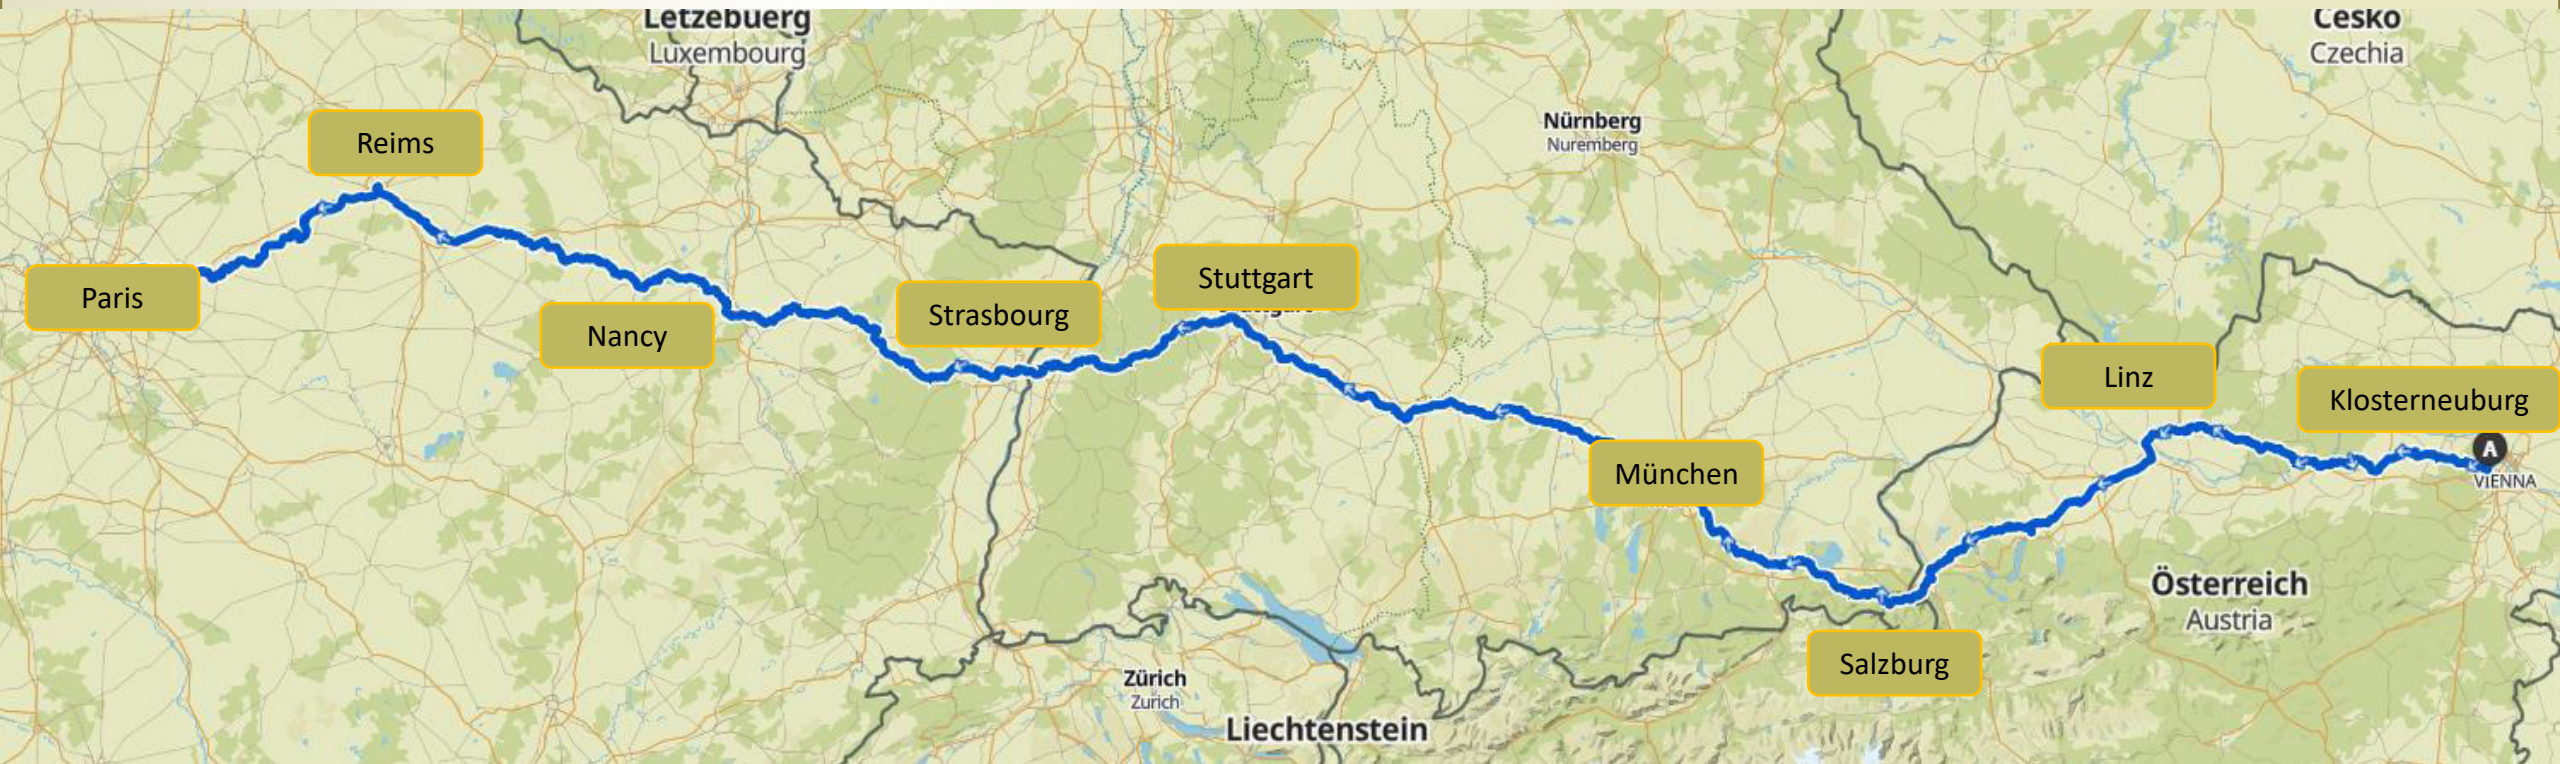 Letzebuerg
Luxembourg
Česko
Czechia
Reims
Nürnberg
Nuremberg
Paris
Nancy
Strasbourg
Stuttgart
Linz
Klosterneuburg
A
VIENNA
München
Österreich
Austria
Salzburg
Zürich
Zurich
Liechtenstein